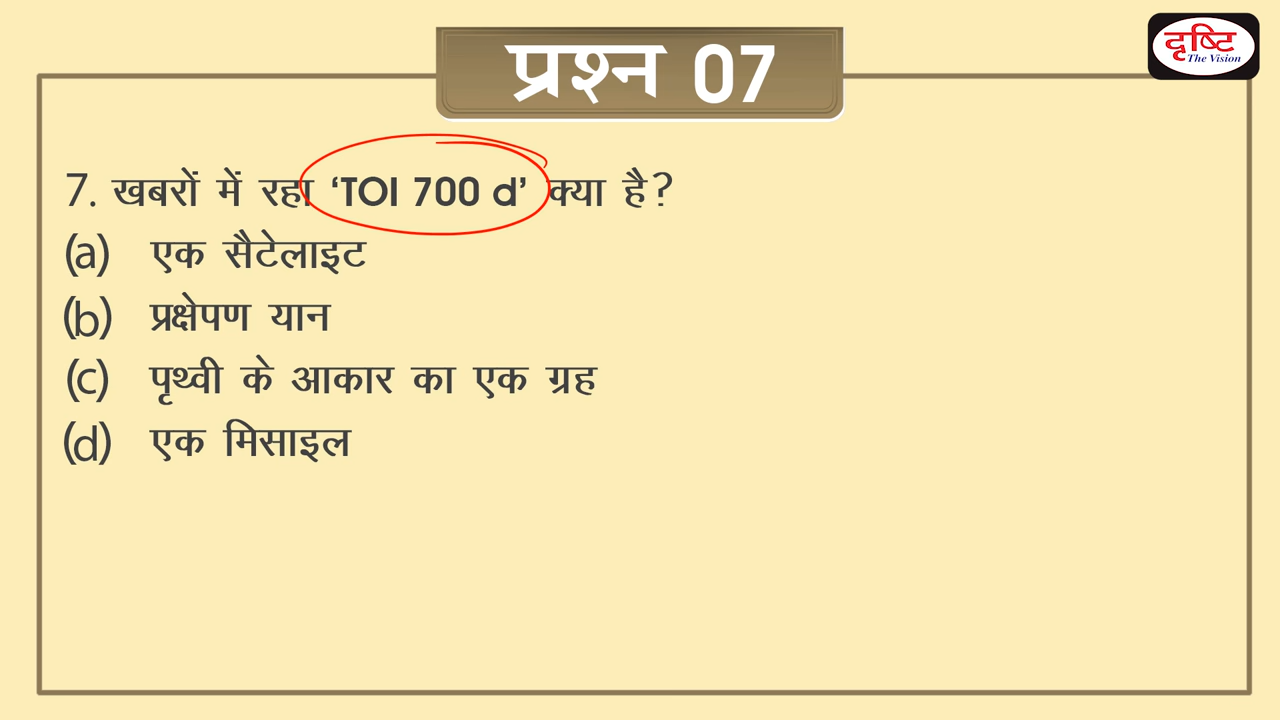 दृष्टि
The Vision
प्रश्न 07
7. खबरों में रहा ‘TOI 700 d’ क्या है?
(a) एक सैटेलाइट
(b) प्रक्षेपण यान
(c) पृथ्वी के आकार का एक ग्रह
(d) एक मिसाइल